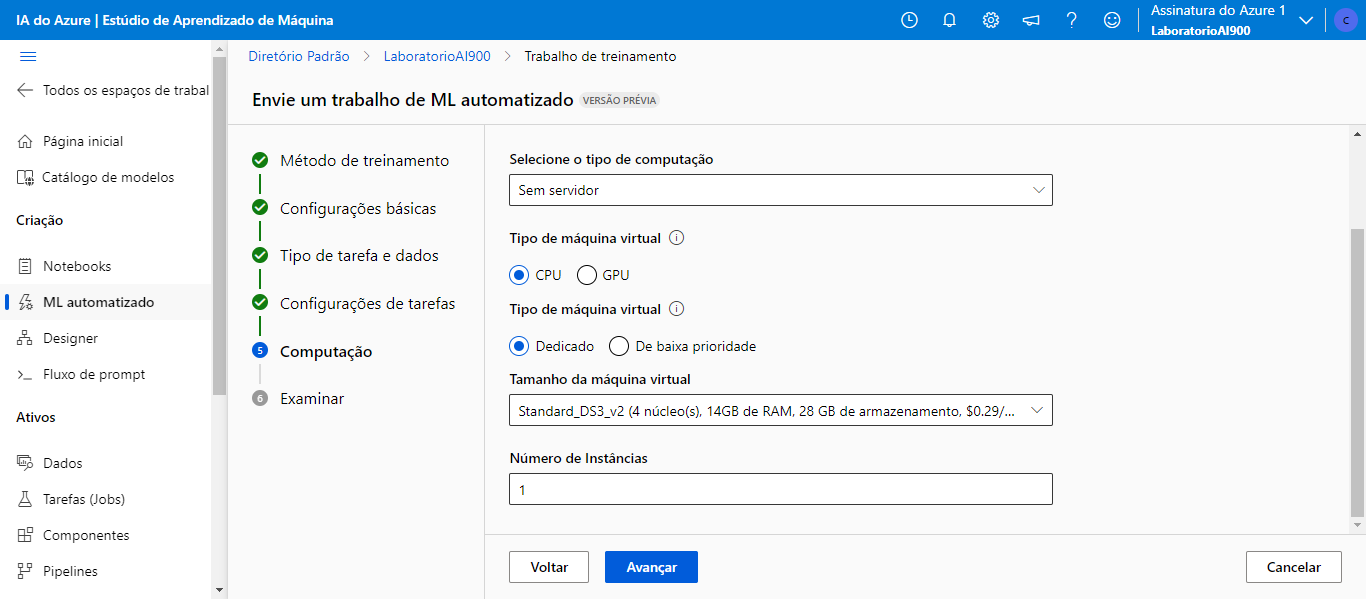 IA do Azure | Estúdio de Aprendizado de Máquina
Assinatura do Azure 1
LaboratorioAI900
C
Todos os espaços de trabal
Página inicial
Catálogo de modelos
Criação
Notebooks
ML automatizado
Designer
Fluxo de prompt
Ativos
Dados
Tarefas (Jobs)
Componentes
Pipelines
Diretório Padrão > LaboratorioAI900 > Trabalho de treinamento
Envie um trabalho de ML automatizado VERSÃO PRÉVIA
Método de treinamento
Configurações básicas
Tipo de tarefa e dados
Configurações de tarefas
5 Computação
6 Examinar
Selecione o tipo de computação
Sem servidor
Tipo de máquina virtual
CPU GPU
Tipo de máquina virtual
Dedicado De baixa prioridade
Tamanho da máquina virtual
Standard_DS3_v2 (4 núcleo(s), 14GB de RAM, 28 GB de armazenamento, $0.29/...
Número de Instâncias
1
Voltar Avançar Cancelar